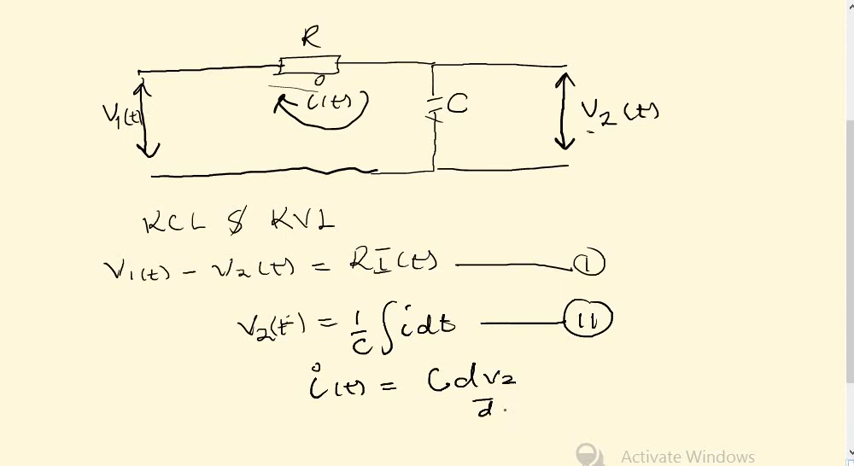 R
V₁(t)
i(t)
C
V₂(t)
KCL & KVL
V₁(t) - V₂(t) = RI(t) ——— ①
V₂(t) = 1/C ∫ i dt ——— (11)
i(t) = C dv₂/d
Activate Windows